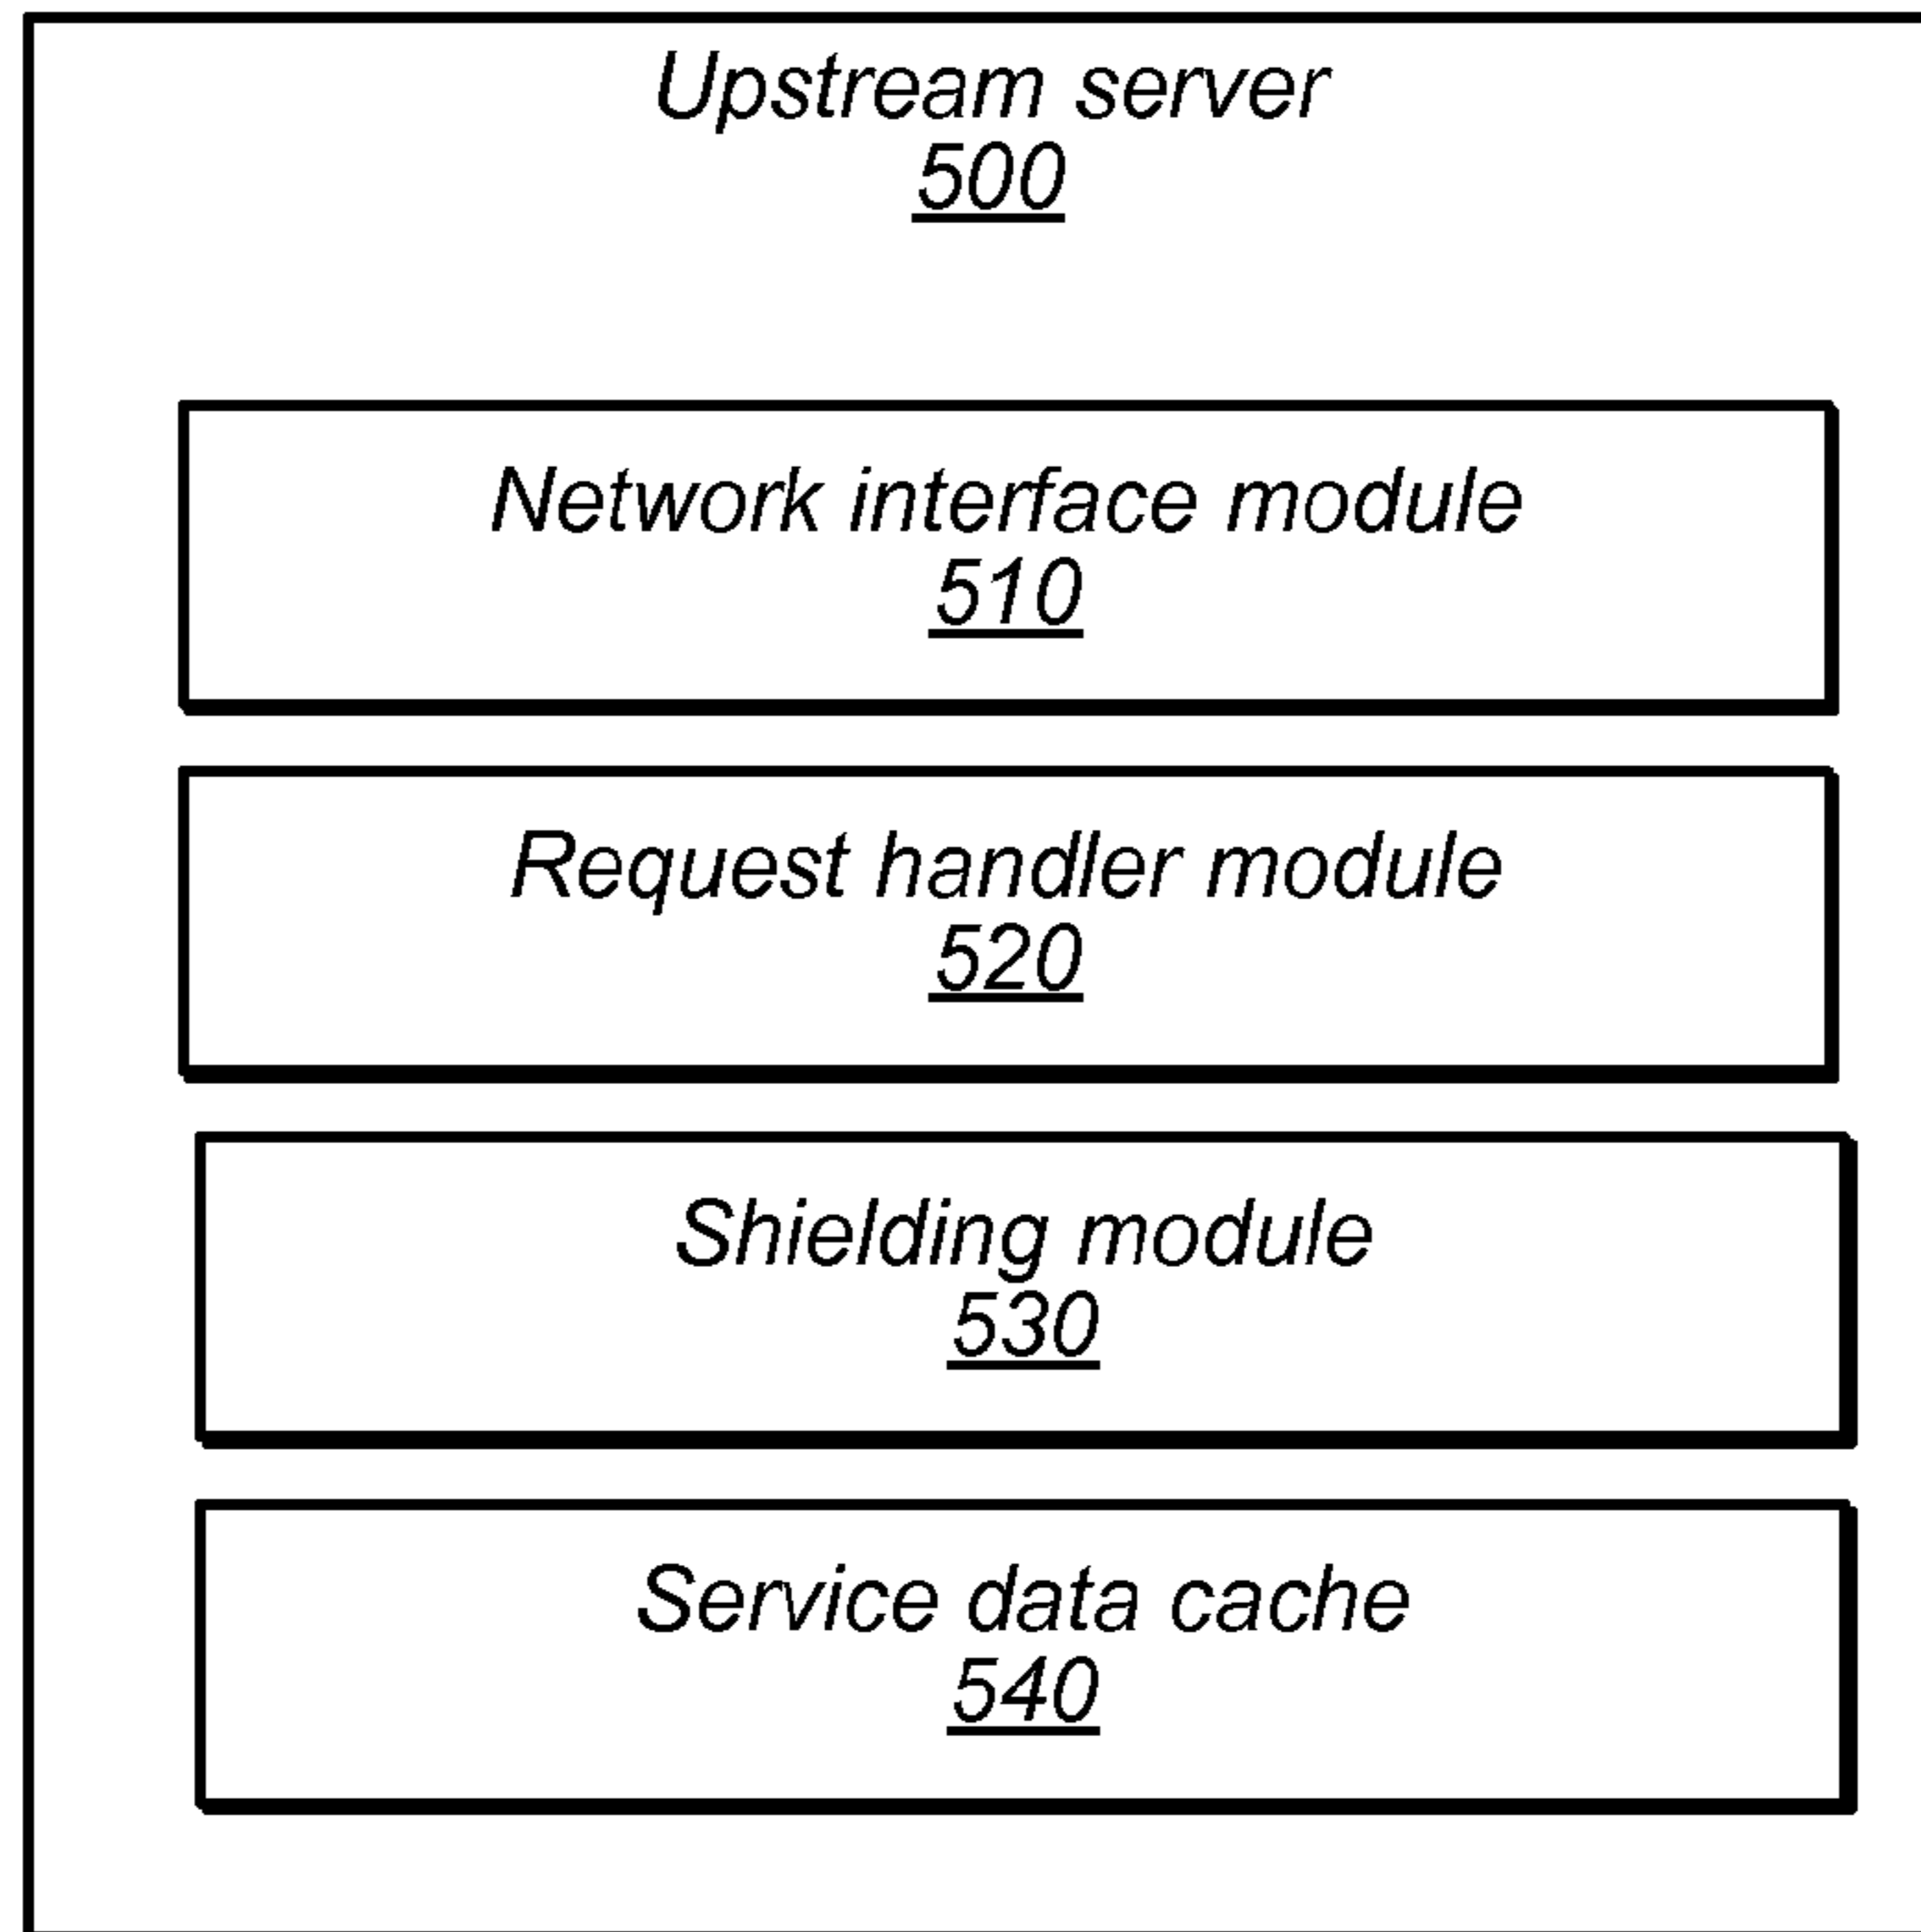 Upstream server
500
Network interface module
510
Request handler module
520
Shielding module
530
Service data cache
540